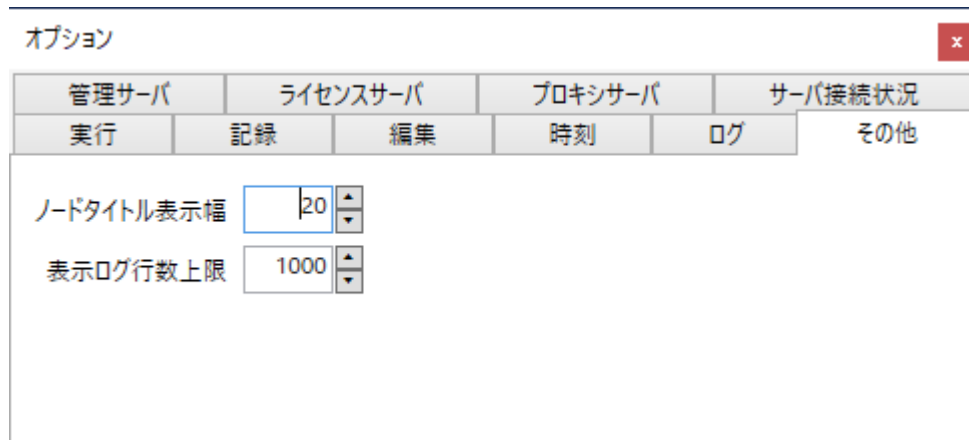 オプション
x
管理サーバ ライセンスサーバ プロキシサーバ サーバ接続状況
実行 記録 編集 時刻 ログ その他
ノードタイトル表示幅 20
表示ログ行数上限 1000